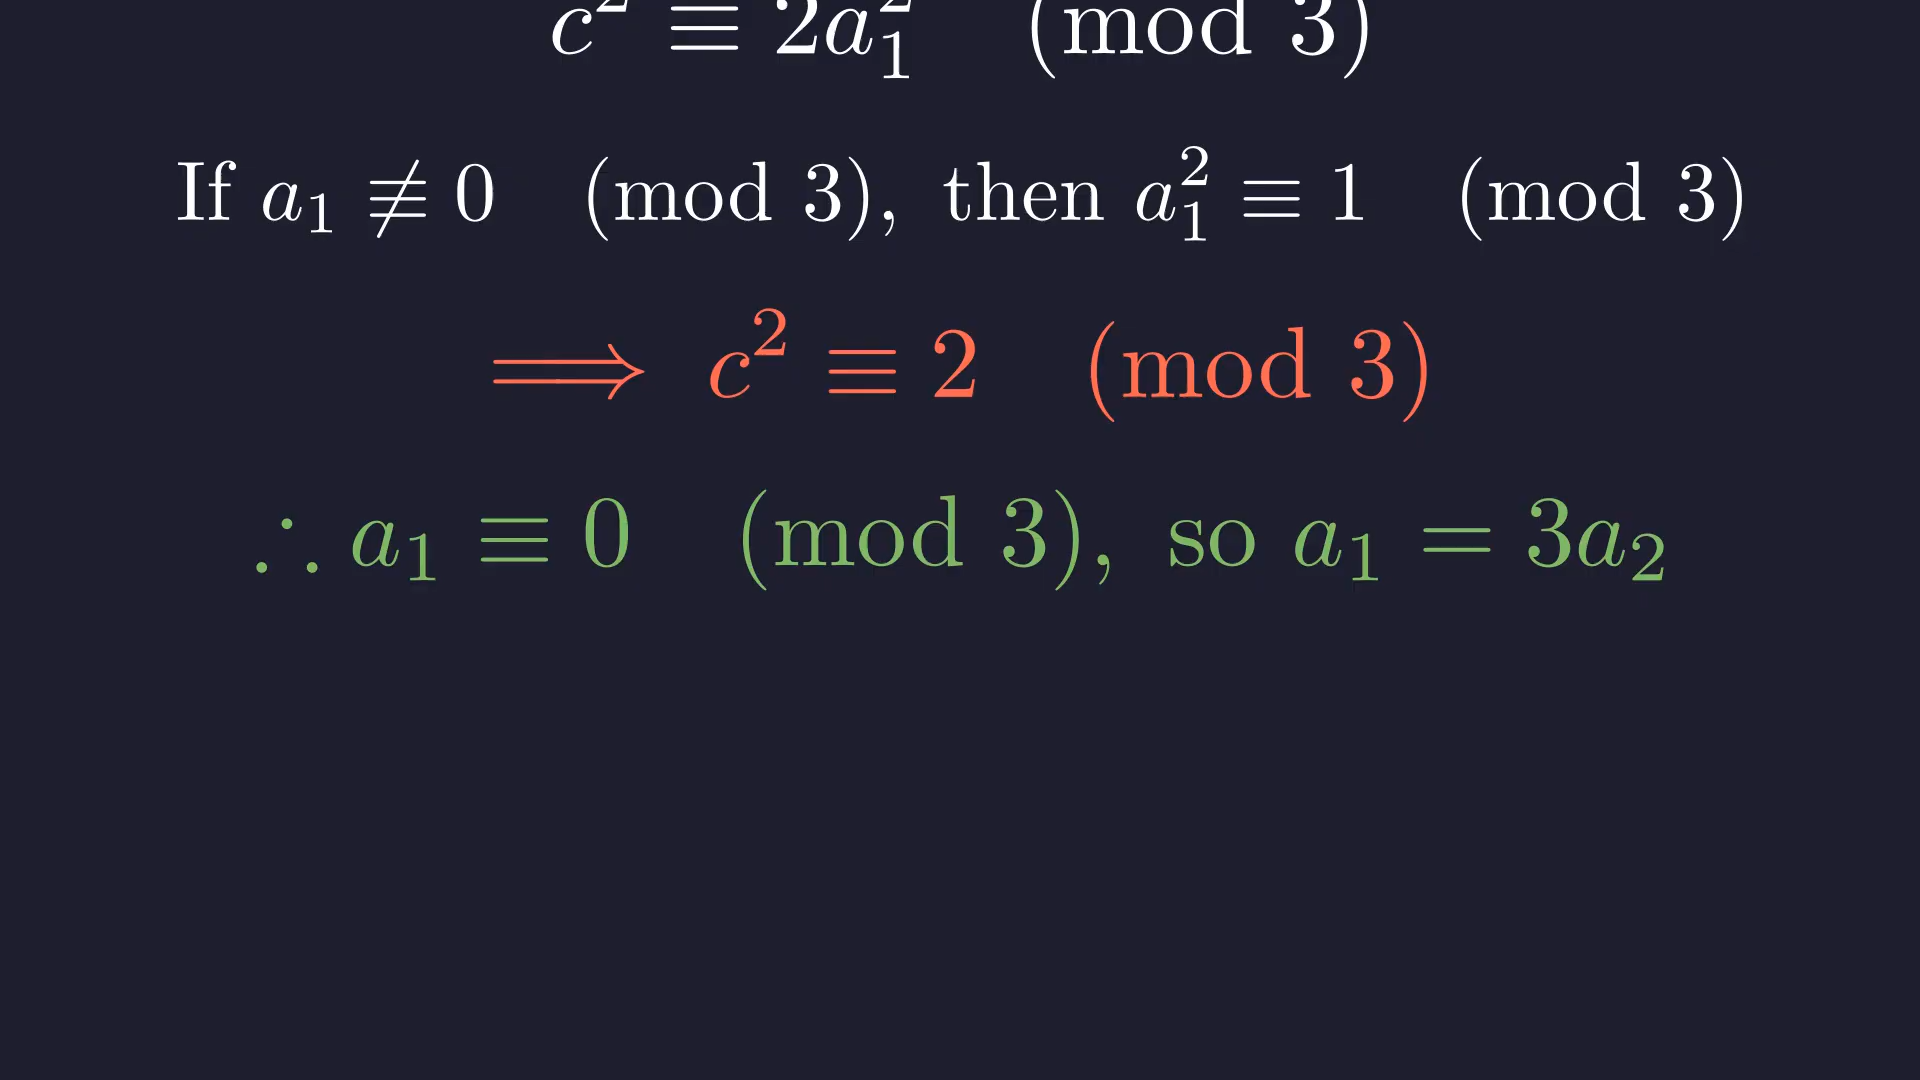 c² ≡ 2a₁² (mod 3)
If a₁ ≢ 0 (mod 3), then a₁² ≡ 1 (mod 3)
⟹ c² ≡ 2 (mod 3)
∴ a₁ ≡ 0 (mod 3), so a₁ = 3a₂